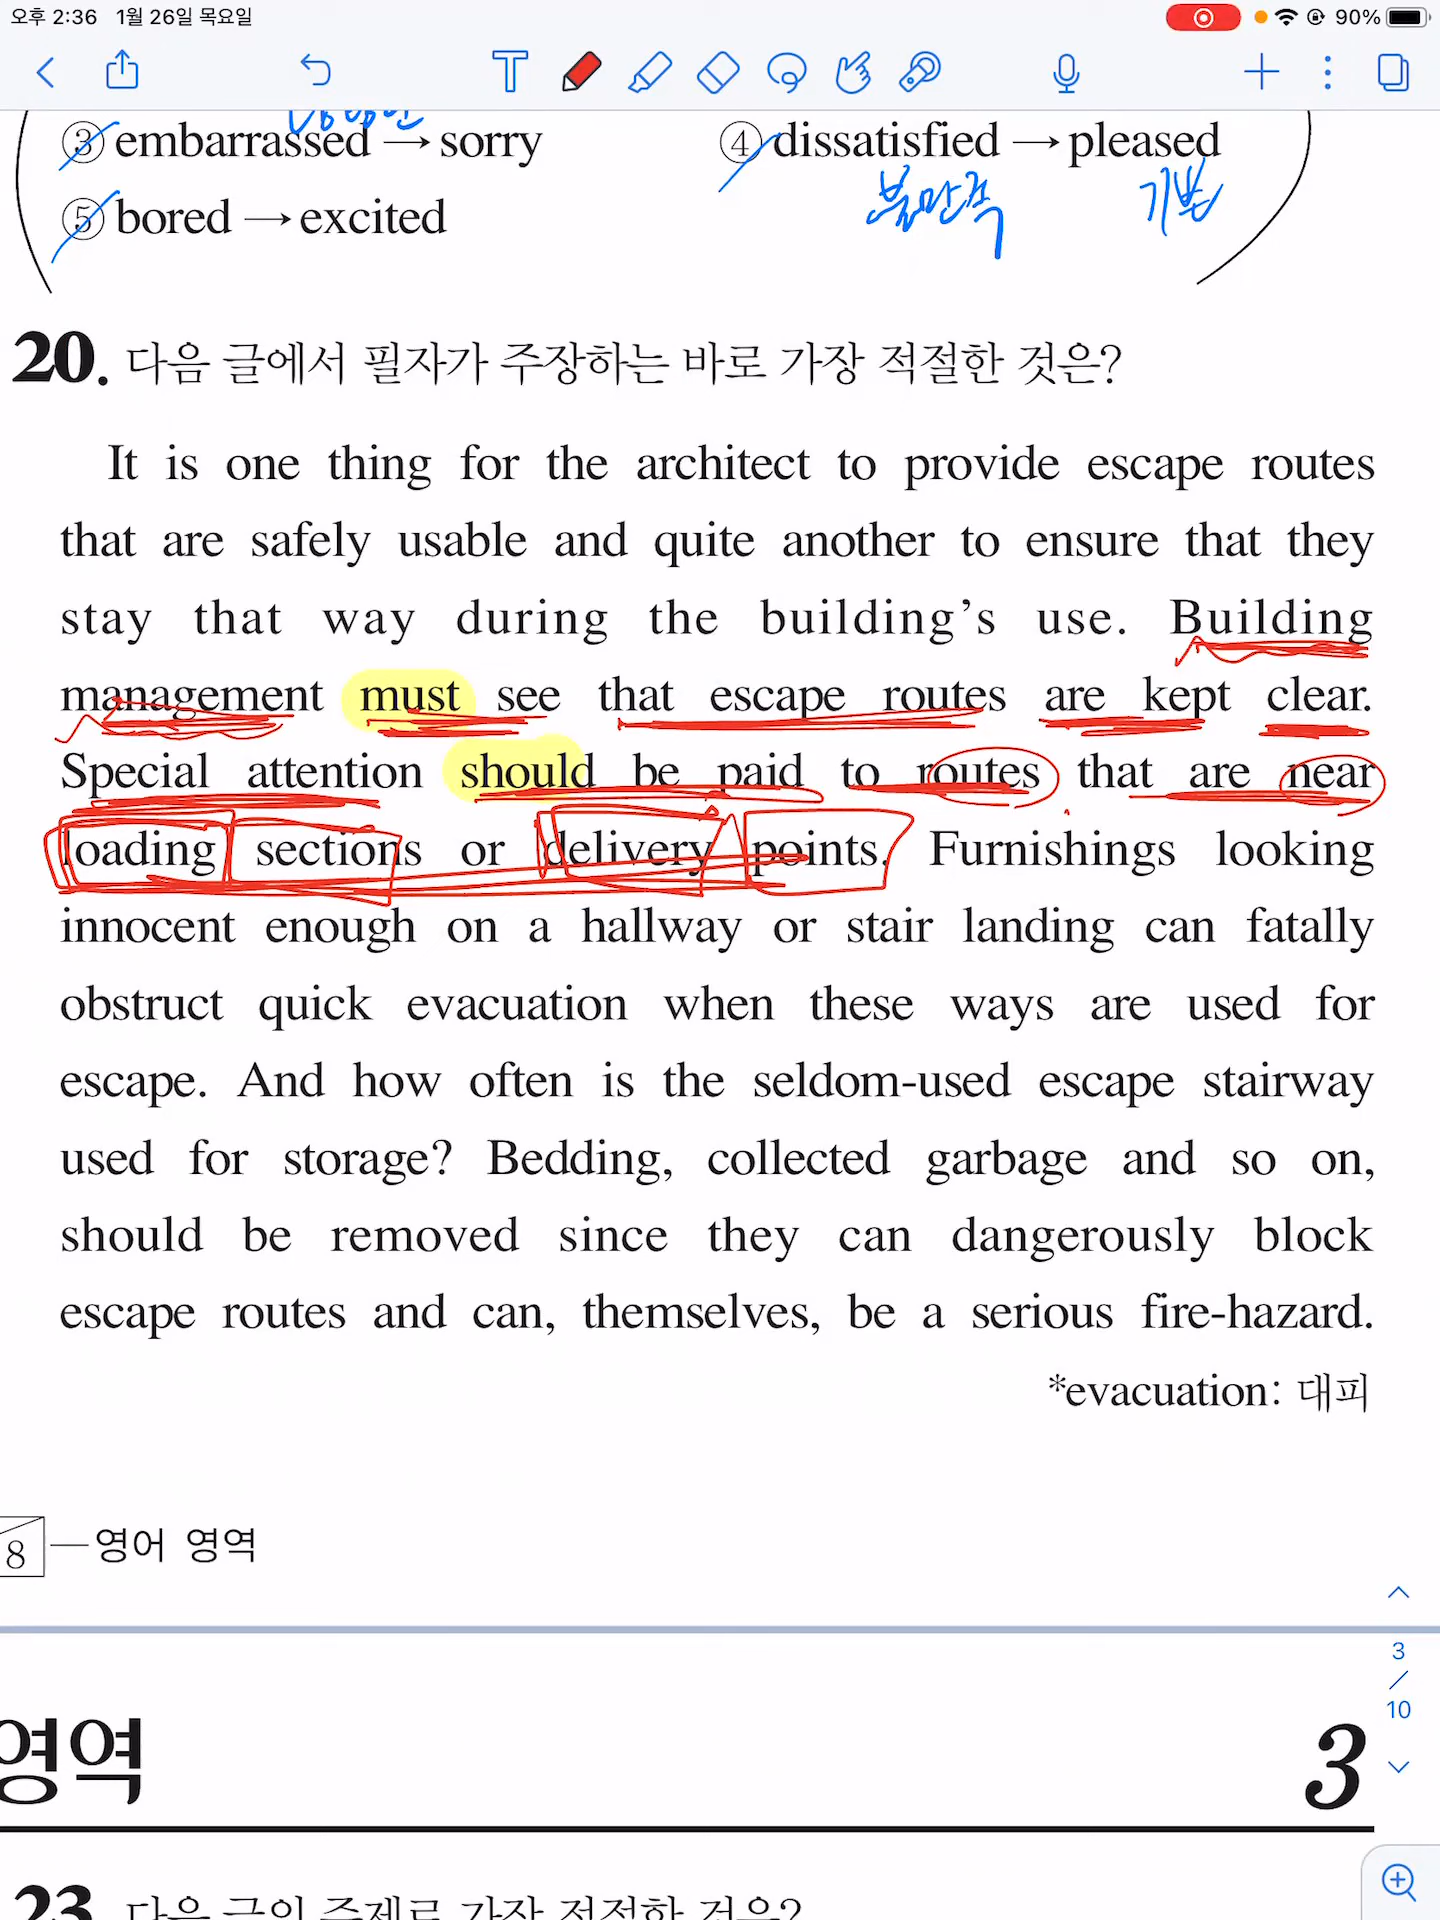 오후 2:36 1월 26일 목요일 90%
③ embarrassed → sorry ④ dissatisfied → pleased
불만족 기쁜
⑤ bored → excited
20. 다음 글에서 필자가 주장하는 바로 가장 적절한 것은?
It is one thing for the architect to provide escape routes
that are safely usable and quite another to ensure that they
stay that way during the building's use. Building
management must see that escape routes are kept clear.
Special attention should be paid to routes that are near
loading sections or delivery points. Furnishings looking
innocent enough on a hallway or stair landing can fatally
obstruct quick evacuation when these ways are used for
escape. And how often is the seldom-used escape stairway
used for storage? Bedding, collected garbage and so on,
should be removed since they can dangerously block
escape routes and can, themselves, be a serious fire-hazard.
*evacuation: 대피
8 — 영어 영역
3
/
10
영역 3
23. 다음 글의 주제로 가장 적절한 것은?